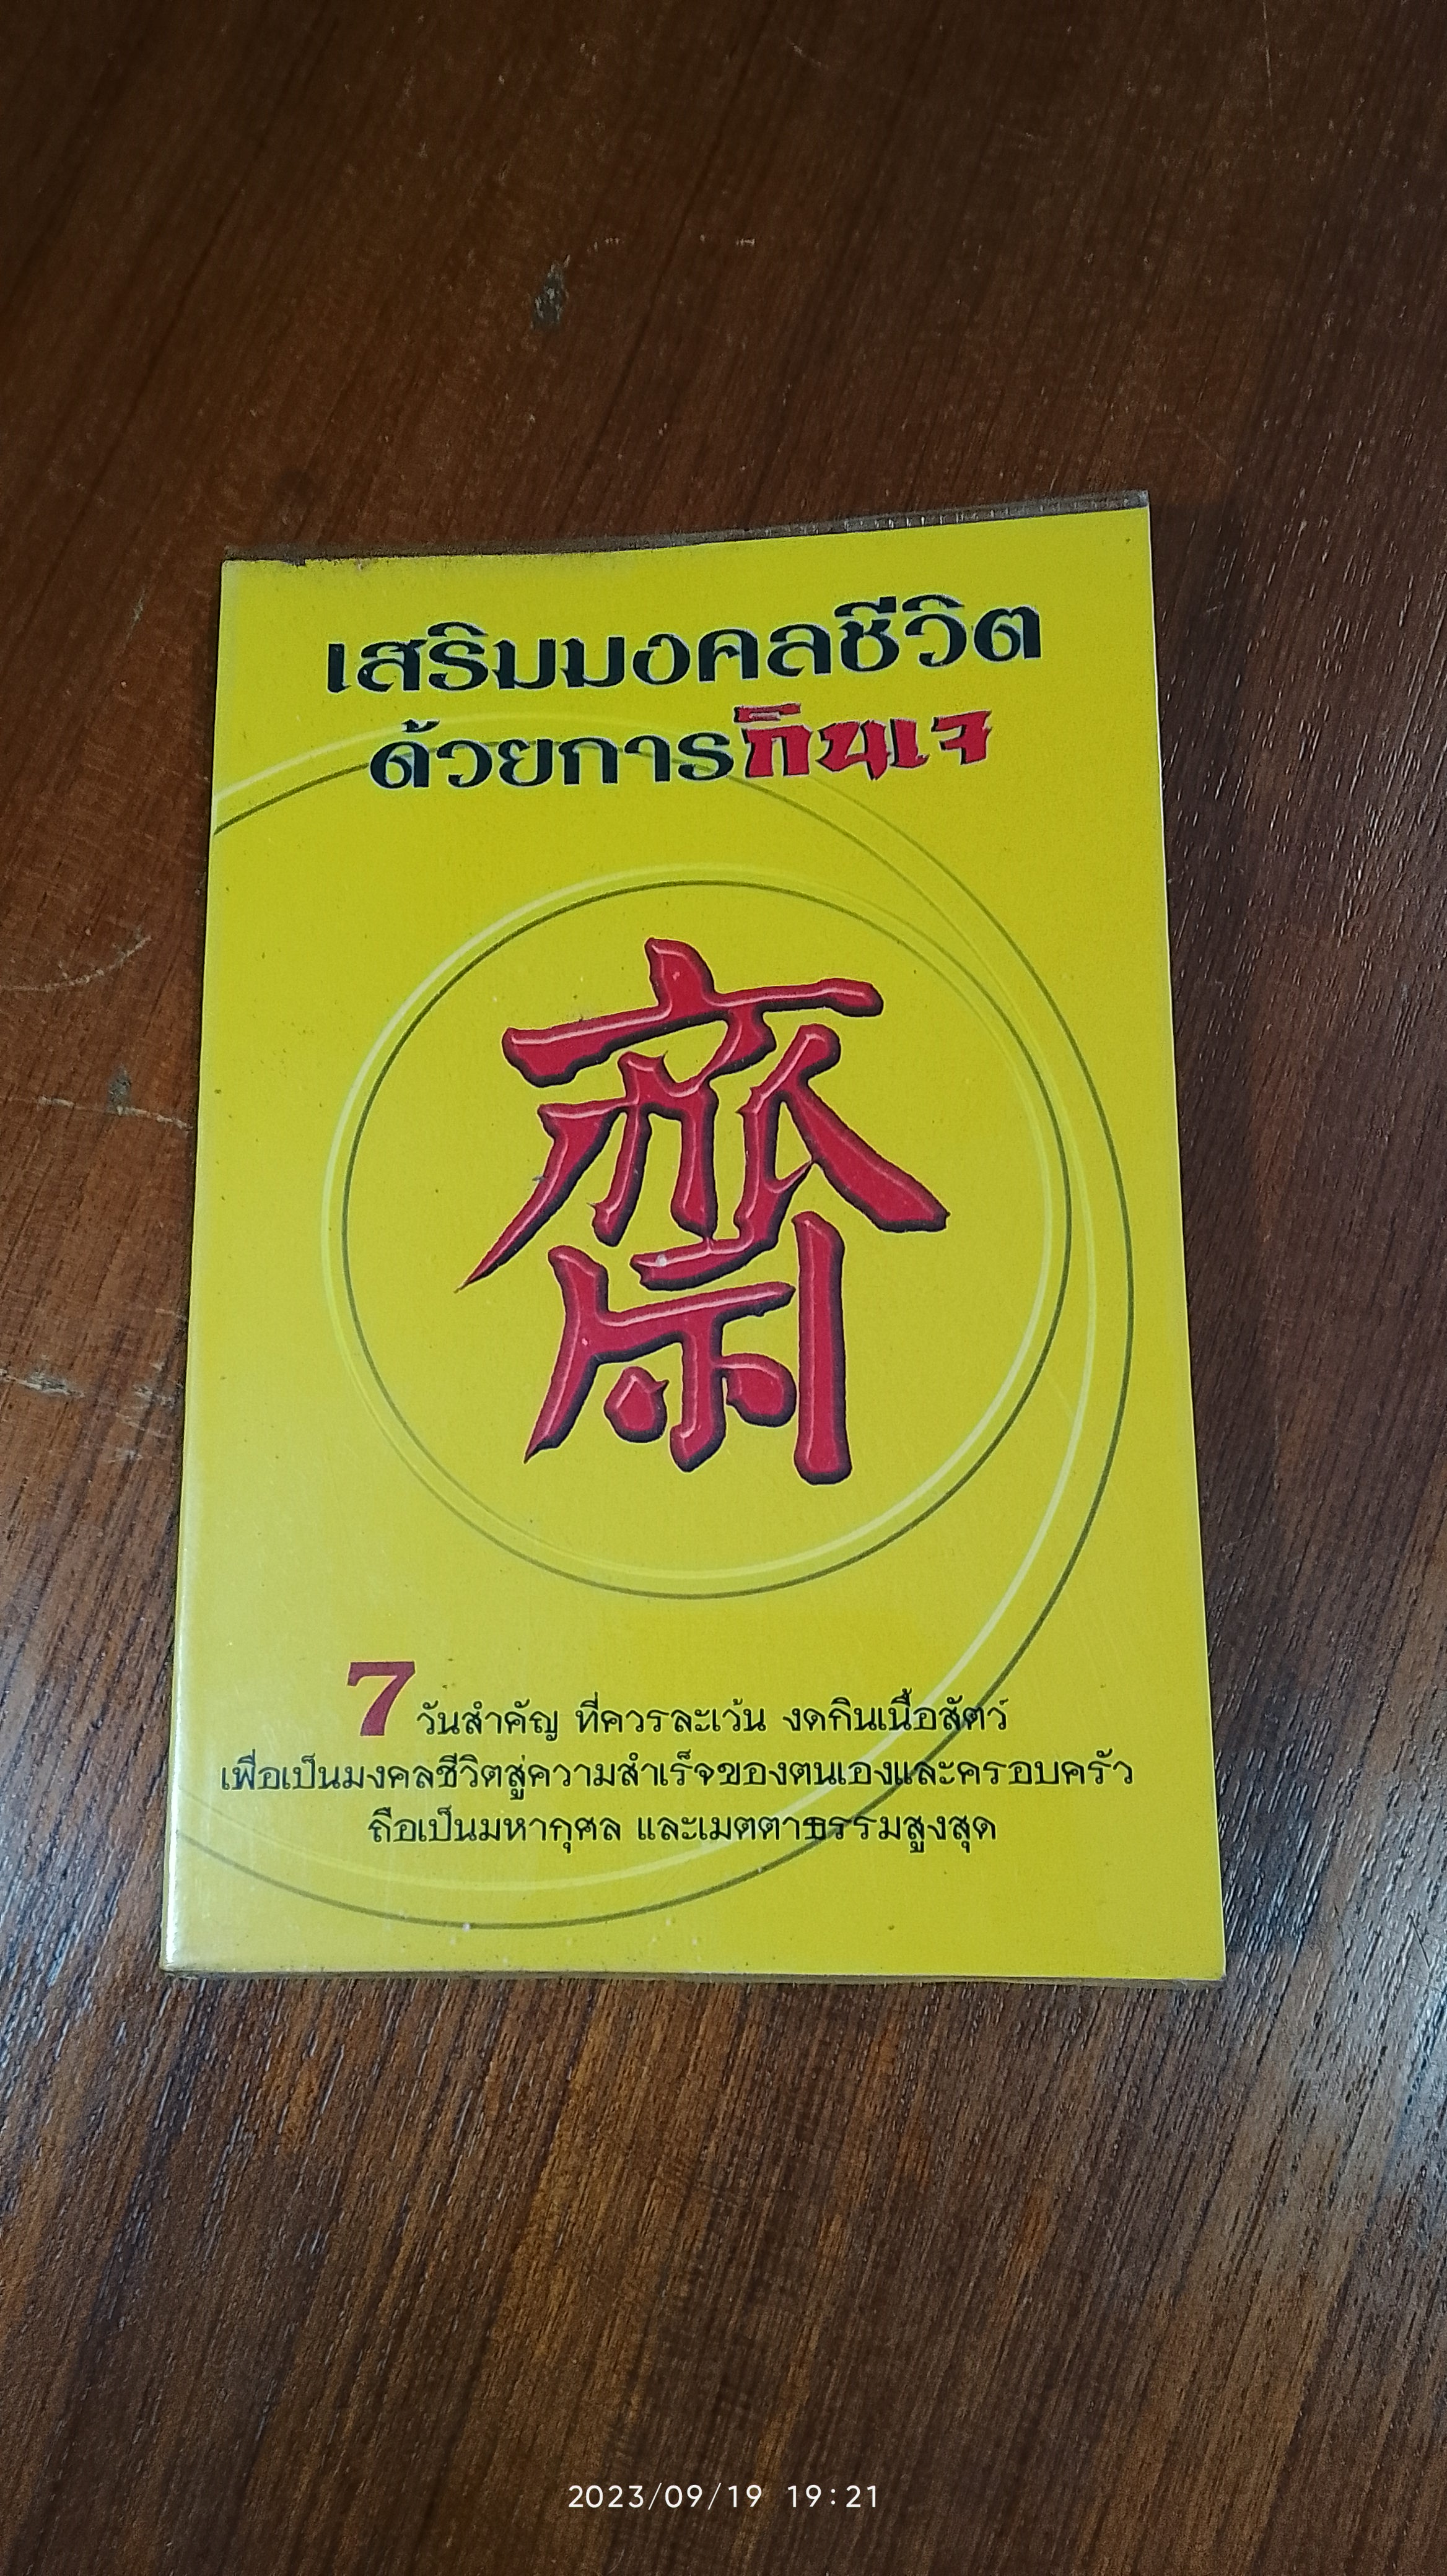 เสริมมงคลชีวิต
ด้วยการกินเจ
齋
7 วันสำคัญ ที่ควรละเว้น งดกินเนื้อสัตว์
เพื่อเป็นมงคลชีวิตสู่ความสำเร็จของตนเองและครอบครัว
ถือเป็นมหากุศล และเมตตาธรรมสูงสุด
2023/09/19 19:21